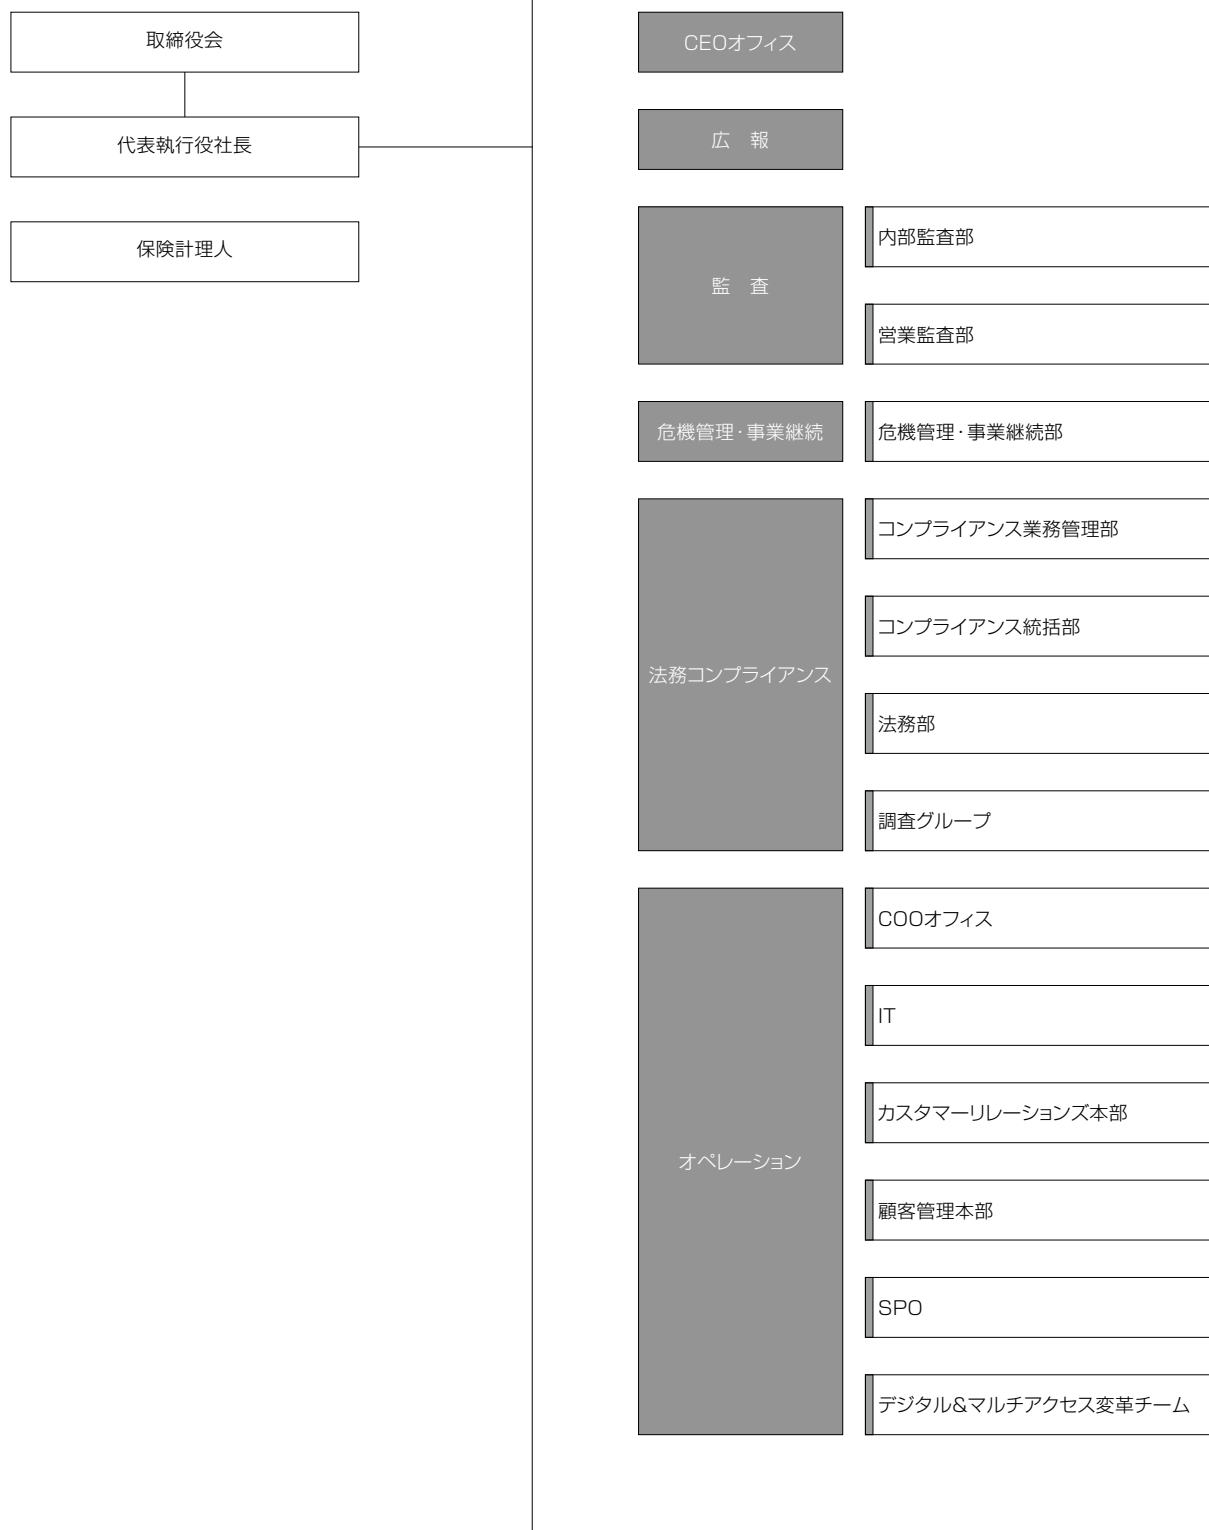 取締役会
代表執行役社長
保険計理人
CEOオフィス
広　報
監　査
内部監査部
営業監査部
危機管理・事業継続
危機管理・事業継続部
法務コンプライアンス
コンプライアンス業務管理部
コンプライアンス統括部
法務部
調査グループ
オペレーション
COOオフィス
IT
カスタマーリレーションズ本部
顧客管理本部
SPO
デジタル&マルチアクセス変革チーム